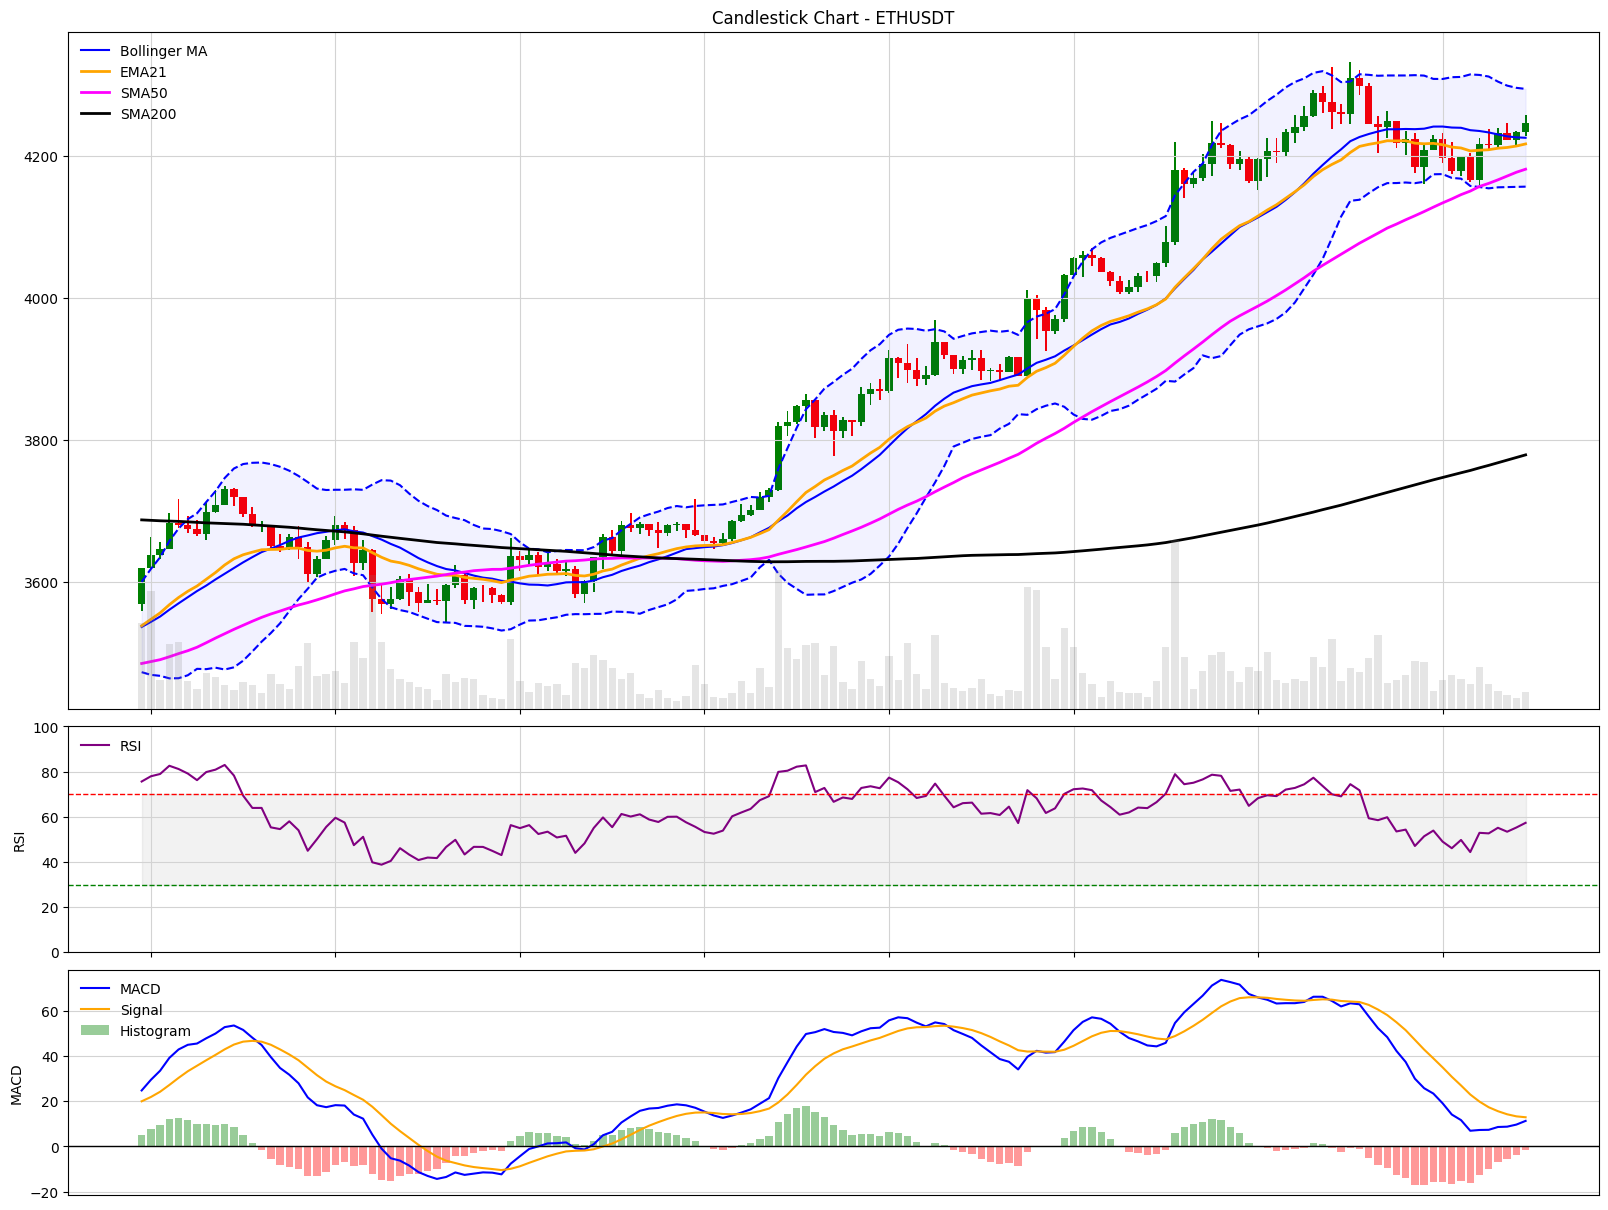 Candlestick Chart - ETHUSDT
Bollinger MA
EMA21
SMA50
SMA200
4200
4000
3800
3600
RSI
100
80
60
40
20
0
RSI
MACD
Signal
Histogram
60
40
20
0
−20
MACD